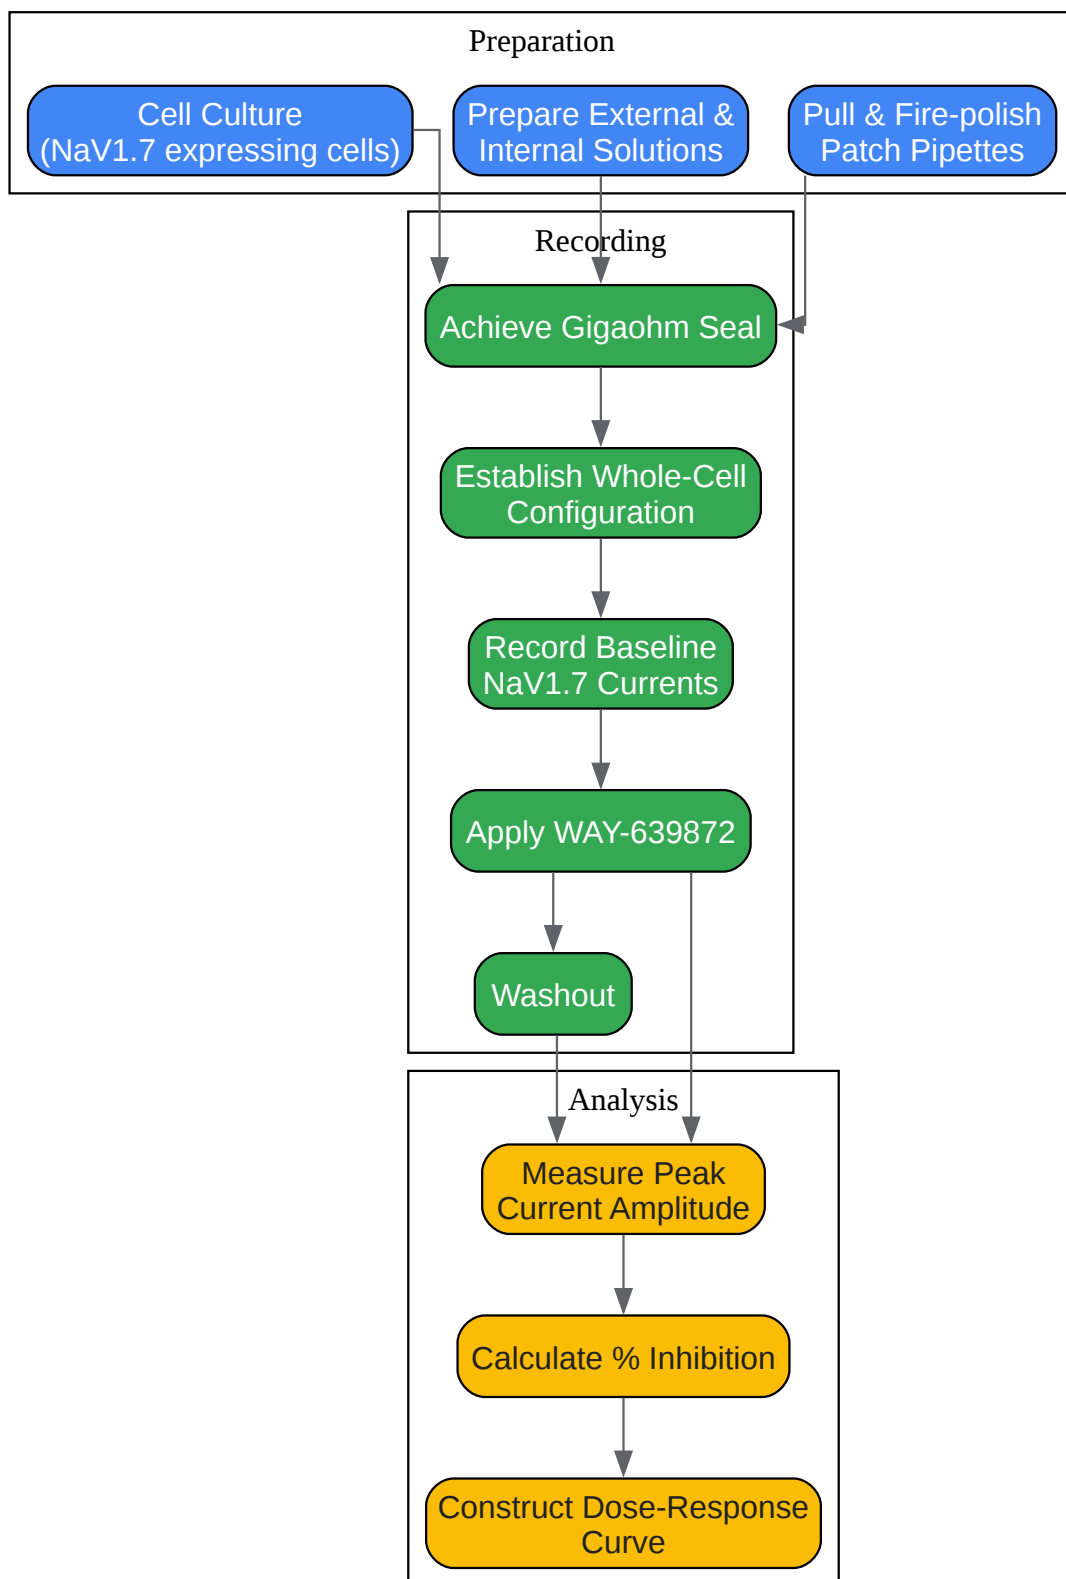 Preparation
Cell Culture
(NaV1.7 expressing cells)
Prepare External &
Internal Solutions
Pull & Fire-polish
Patch Pipettes
Recording
Achieve Gigaohm Seal
Establish Whole-Cell
Configuration
Record Baseline
NaV1.7 Currents
Apply WAY-639872
Washout
Analysis
Measure Peak
Current Amplitude
Calculate % Inhibition
Construct Dose-Response
Curve